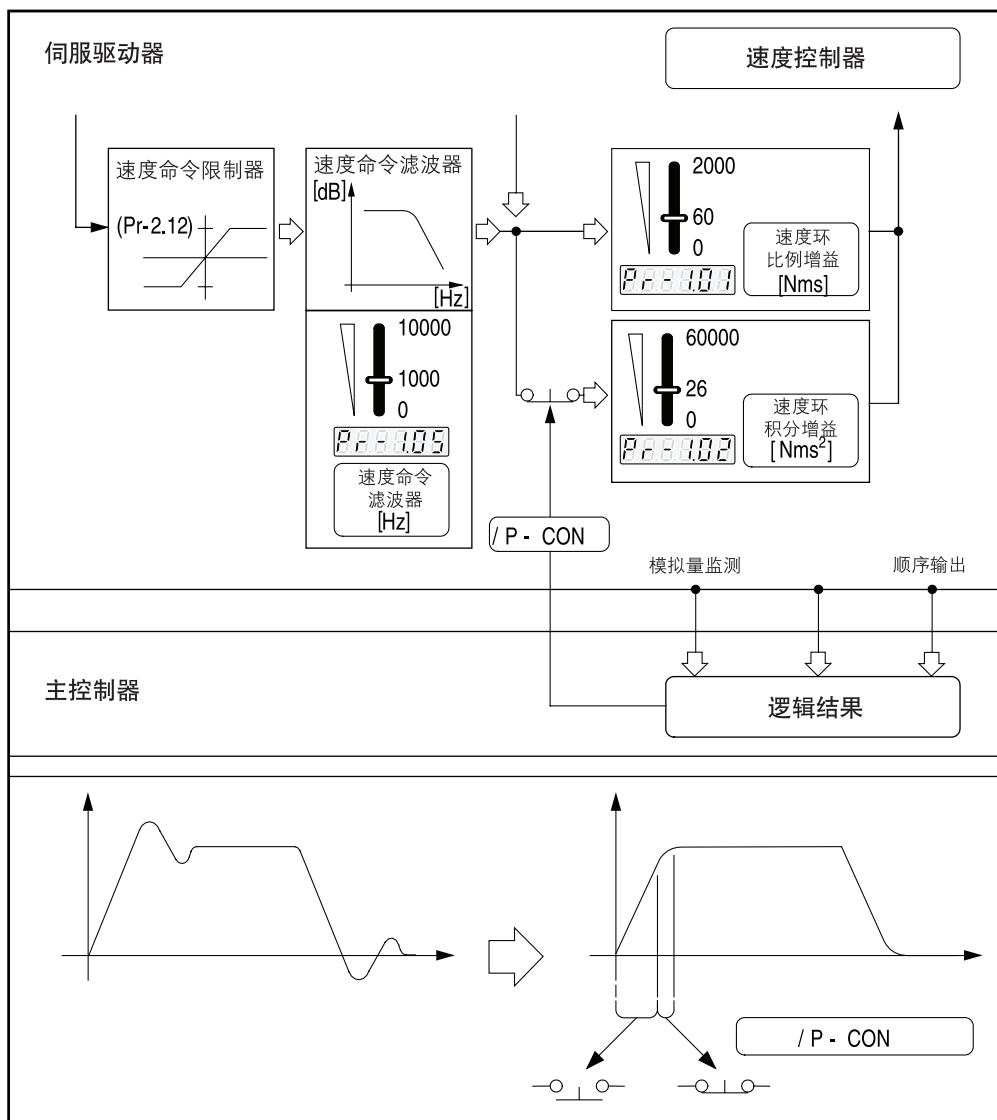 伺服驱动器
速度控制器
速度命令限制器
(Pr-2.12)
速度命令滤波器
[dB]
[Hz]
10000
1000
0
Pr-1.05
速度命令
滤波器
[Hz]
2000
60
0
Pr-1.01
速度环
比例增益
[Nms]
60000
26
0
Pr-1.02
速度环
积分增益
[Nms²]
/ P - CON
模拟量监测
顺序输出
主控制器
逻辑结果
/ P - CON